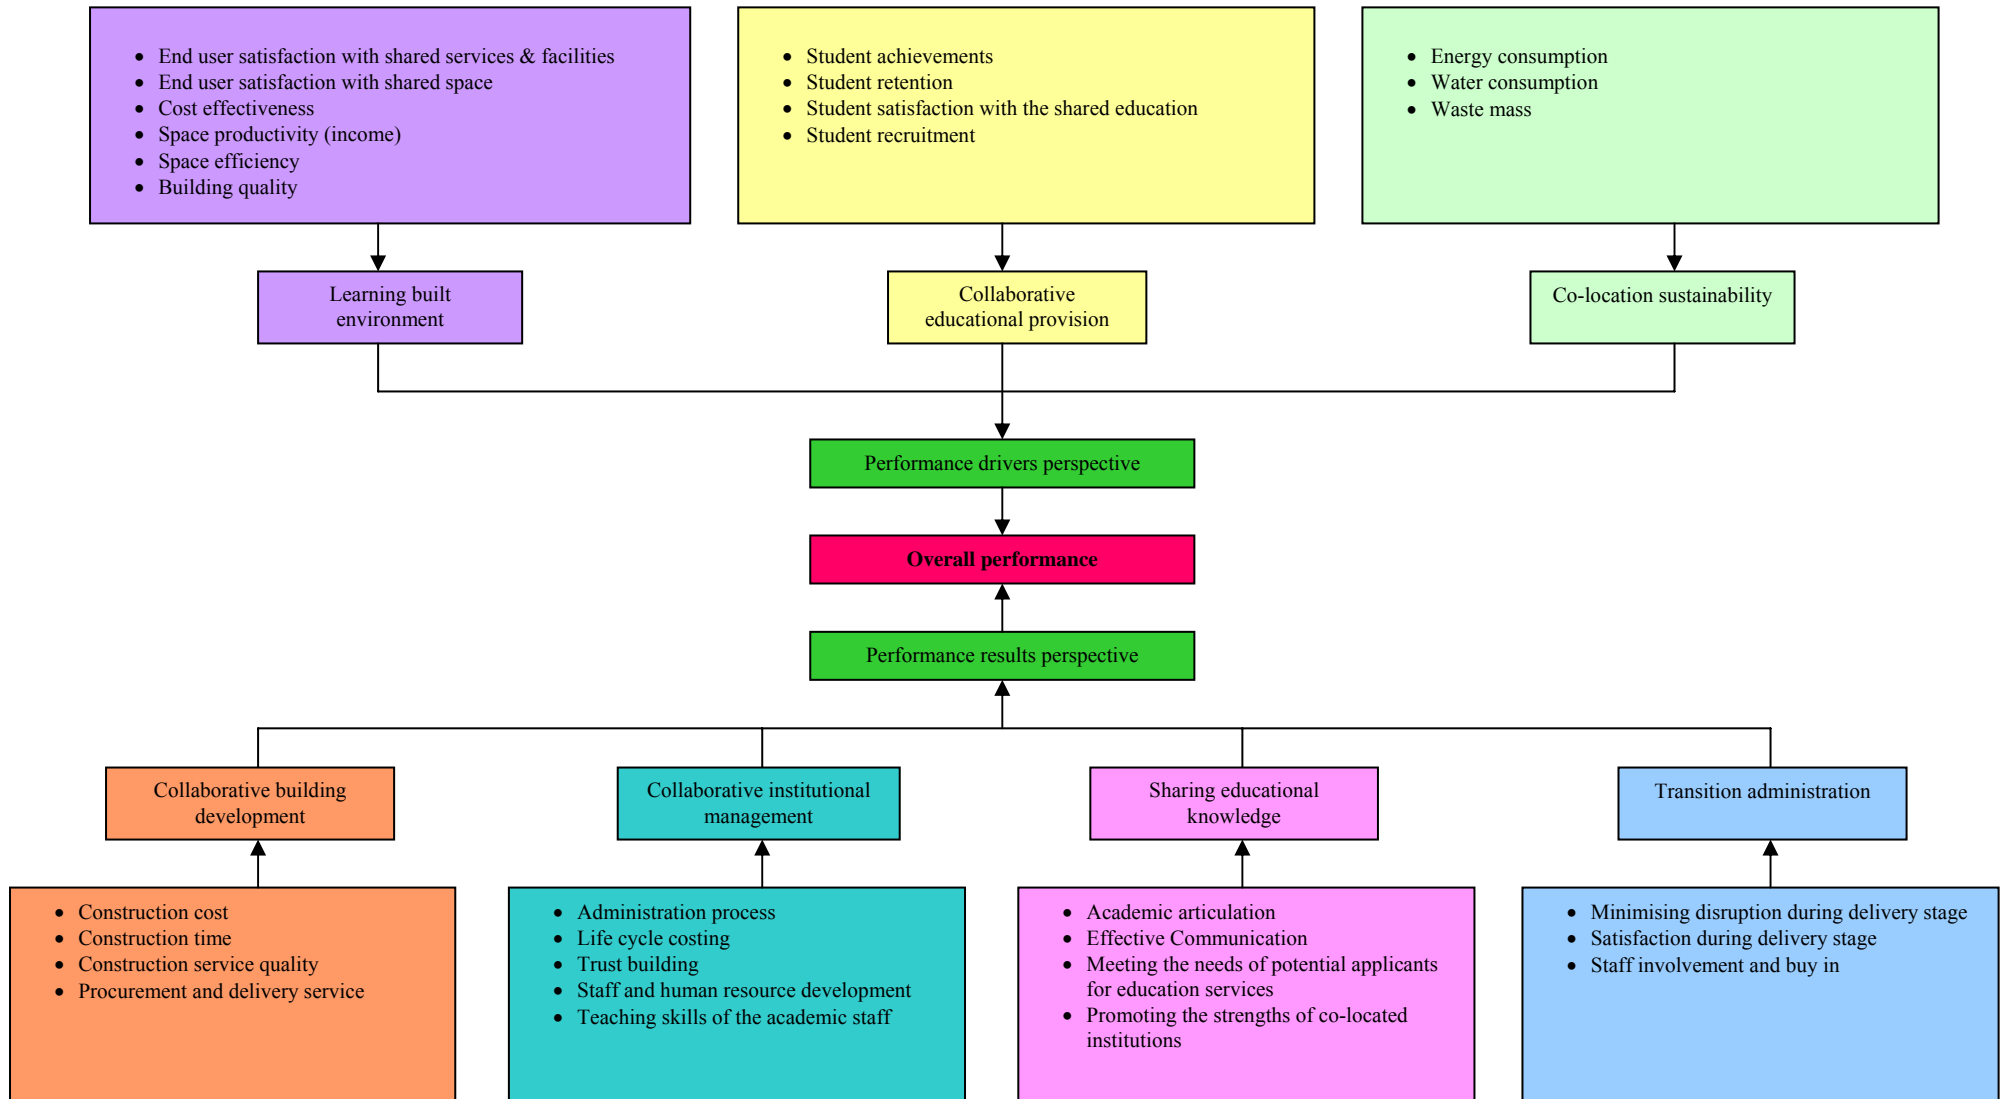 • End user satisfaction with shared services & facilities
• End user satisfaction with shared space
• Cost effectiveness
• Space productivity (income)
• Space efficiency
• Building quality
• Student achievements
• Student retention
• Student satisfaction with the shared education
• Student recruitment
• Energy consumption
• Water consumption
• Waste mass
Learning built
environment
Collaborative
educational provision
Co-location sustainability
Performance drivers perspective
Overall performance
Performance results perspective
Collaborative building
development
Collaborative institutional
management
Sharing educational
knowledge
Transition administration
• Construction cost
• Construction time
• Construction service quality
• Procurement and delivery service
• Administration process
• Life cycle costing
• Trust building
• Staff and human resource development
• Teaching skills of the academic staff
• Academic articulation
• Effective Communication
• Meeting the needs of potential applicants
for education services
• Promoting the strengths of co-located
institutions
• Minimising disruption during delivery stage
• Satisfaction during delivery stage
• Staff involvement and buy in